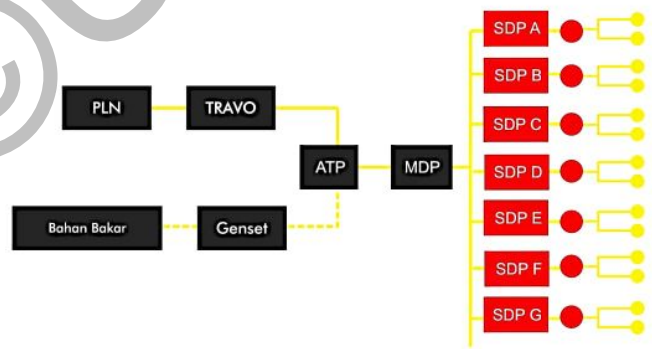 SDP A
SDP B
PLN
TRAVO
SDP C
ATP
MDP
SDP D
Bahan Bakar
Genset
SDP E
SDP F
SDP G